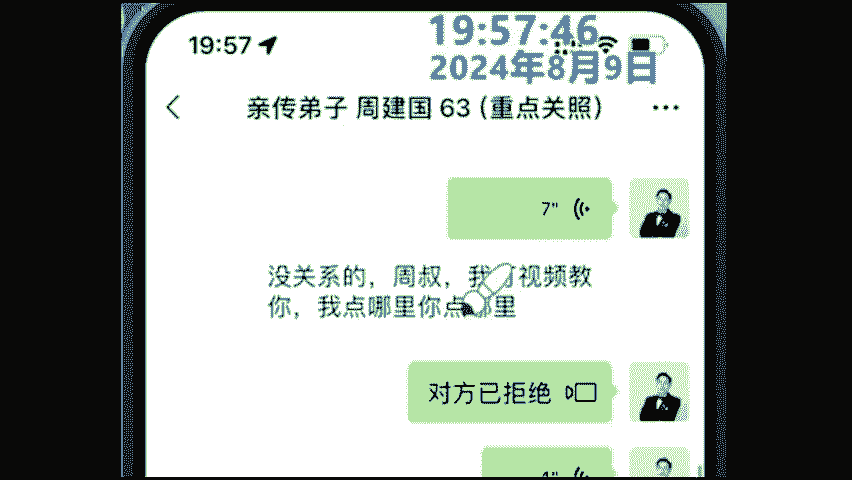 19:57
19:57:46
2024年8月9日
亲传弟子 周建国 63 (重点关照)
7"
没关系的，周叔，我打视频教
你，我点哪里你点哪里
对方已拒绝
4"